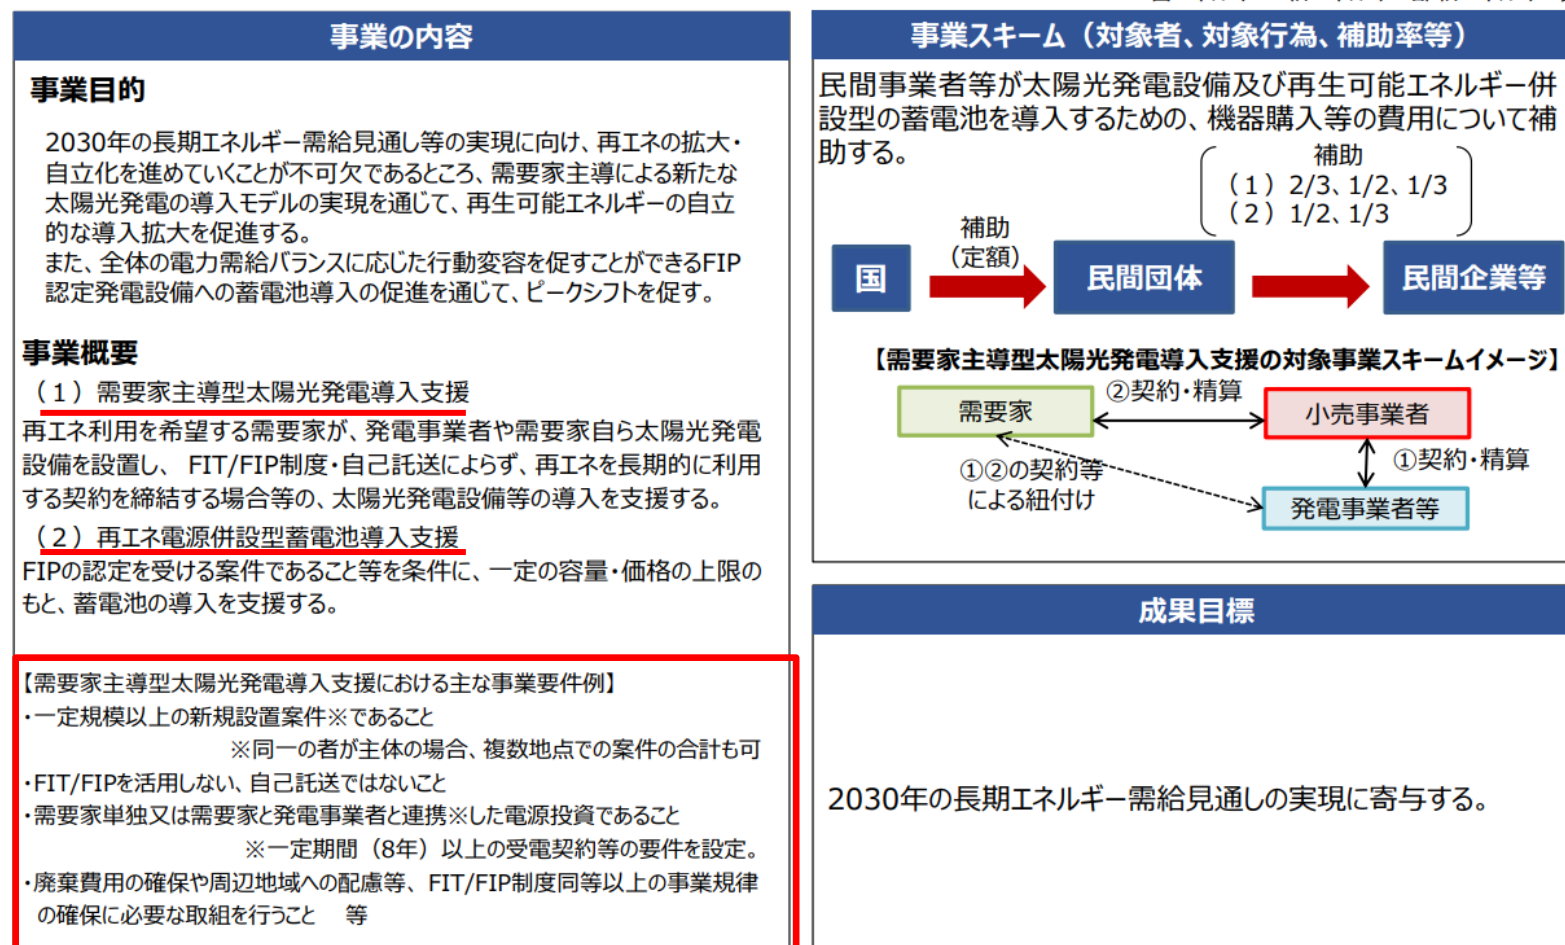 事業の内容
事業目的
2030年の長期エネルギー需給見通し等の実現に向け、再エネの拡大・
自立化を進めていくことが不可欠であるところ、需要家主導による新たな
太陽光発電の導入モデルの実現を通じて、再生可能エネルギーの自立
的な導入拡大を促進する。
また、全体の電力需給バランスに応じた行動変容を促すことができるFIP
認定発電設備への蓄電池導入の促進を通じて、ピークシフトを促す。
事業概要
（１）需要家主導型太陽光発電導入支援
再エネ利用を希望する需要家が、発電事業者や需要家自ら太陽光発電
設備を設置し、 FIT/FIP制度・自己託送によらず、再エネを長期的に利用
する契約を締結する場合等の、太陽光発電設備等の導入を支援する。
（２）再エネ電源併設型蓄電池導入支援
FIPの認定を受ける案件であること等を条件に、一定の容量・価格の上限の
もと、蓄電池の導入を支援する。
【需要家主導型太陽光発電導入支援における主な事業要件例】
・一定規模以上の新規設置案件※であること
※同一の者が主体の場合、複数地点での案件の合計も可
・FIT/FIPを活用しない、自己託送ではないこと
・需要家単独又は需要家と発電事業者と連携※した電源投資であること
※一定期間（8年）以上の受電契約等の要件を設定。
・廃棄費用の確保や周辺地域への配慮等、FIT/FIP制度同等以上の事業規律
の確保に必要な取組を行うこと　等
事業スキーム（対象者、対象行為、補助率等）
民間事業者等が太陽光発電設備及び再生可能エネルギー併
設型の蓄電池を導入するための、機器購入等の費用について補
助する。
補助
（１）2/3、1/2、1/3
（２）1/2、1/3
補助
（定額）
国
民間団体
民間企業等
【需要家主導型太陽光発電導入支援の対象事業スキームイメージ】
②契約・精算
需要家
小売事業者
①契約・精算
①②の契約等
による紐付け
発電事業者等
成果目標
2030年の長期エネルギー需給見通しの実現に寄与する。